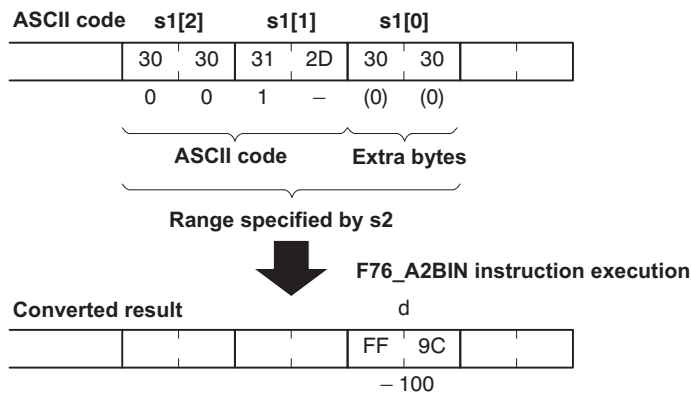 ASCII code s1[2] s1[1] s1[0]
30 30 31 2D 30 30
0 0 1 – (0) (0)
ASCII code Extra bytes
Range specified by s2
F76_A2BIN instruction execution
Converted result d
FF 9C
– 100